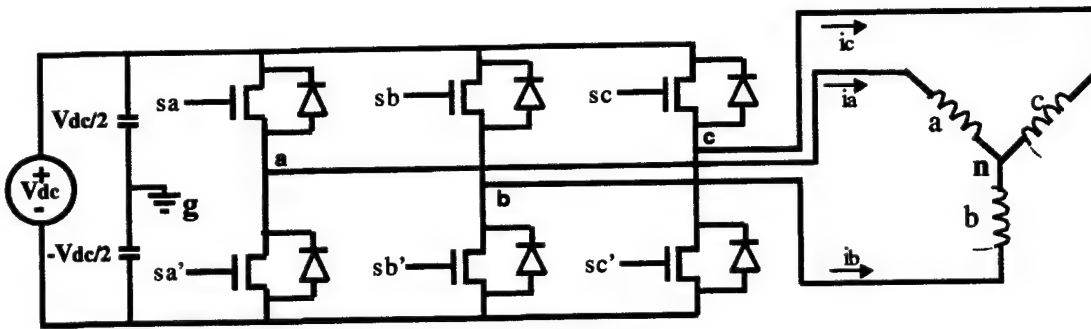 ic
sa
sb
sc
ia
Vdc/2
a
c
a
c
n
+
Vdc
-
g
b
b
-Vdc/2
sa'
sb'
sc'
ib